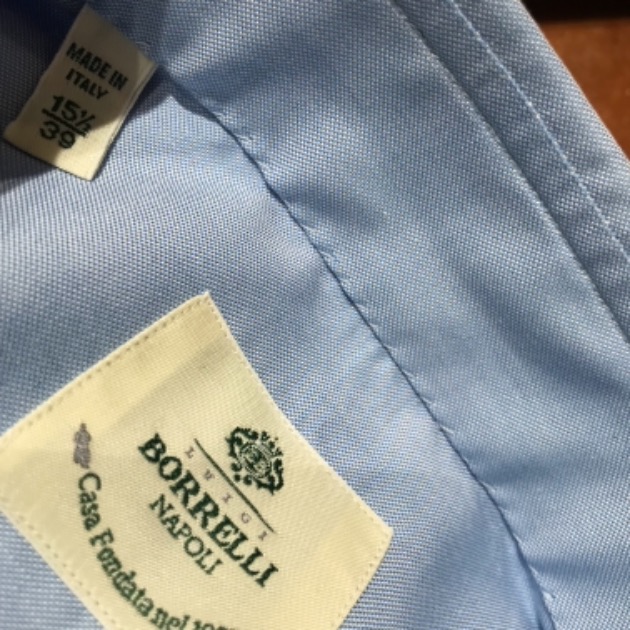 MADE IN
ITALY
15½
39
LUIGI
BORRELLI
NAPOLI
Casa Fondata nel